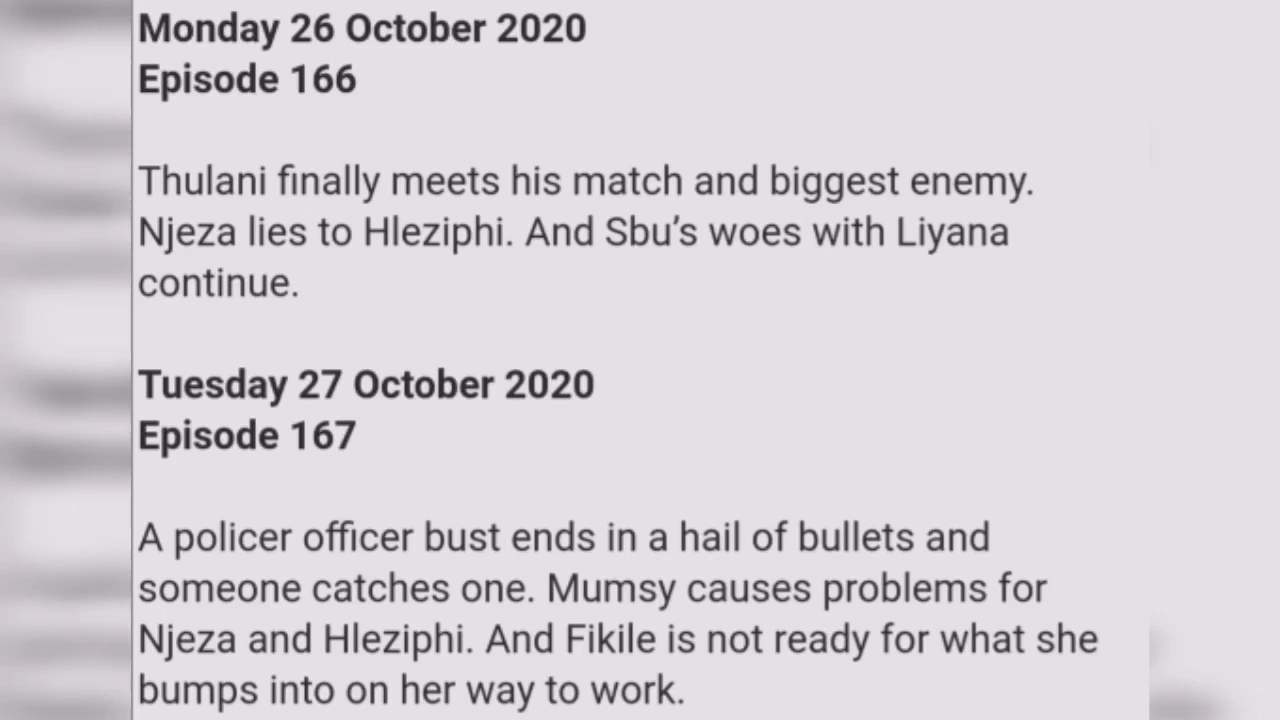 Monday 26 October 2020
Episode 166
Thulani finally meets his match and biggest enemy.
Njeza lies to Hleziphi. And Sbu’s woes with Liyana
continue.
Tuesday 27 October 2020
Episode 167
A policer officer bust ends in a hail of bullets and
someone catches one. Mumsy causes problems for
Njeza and Hleziphi. And Fikile is not ready for what she
bumps into on her way to work.